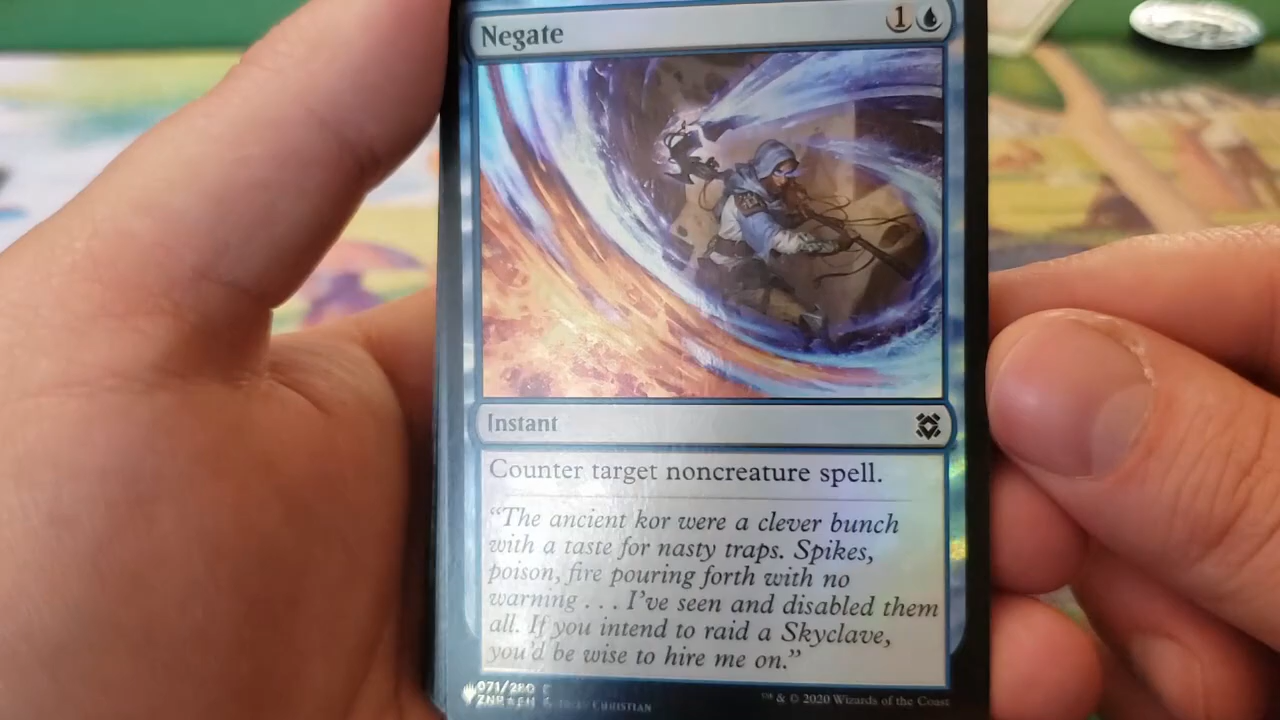 Negate
1
Instant
Counter target noncreature spell.
“The ancient kor were a clever bunch
with a taste for nasty traps. Spikes,
poison, fire pouring forth with no
warning . . . I've seen and disabled them
all. If you intend to raid a Skyclave,
you'd be wise to hire me on.”
071/280
™ & © 2020 Wizards of the Coast
CHRISTIAN